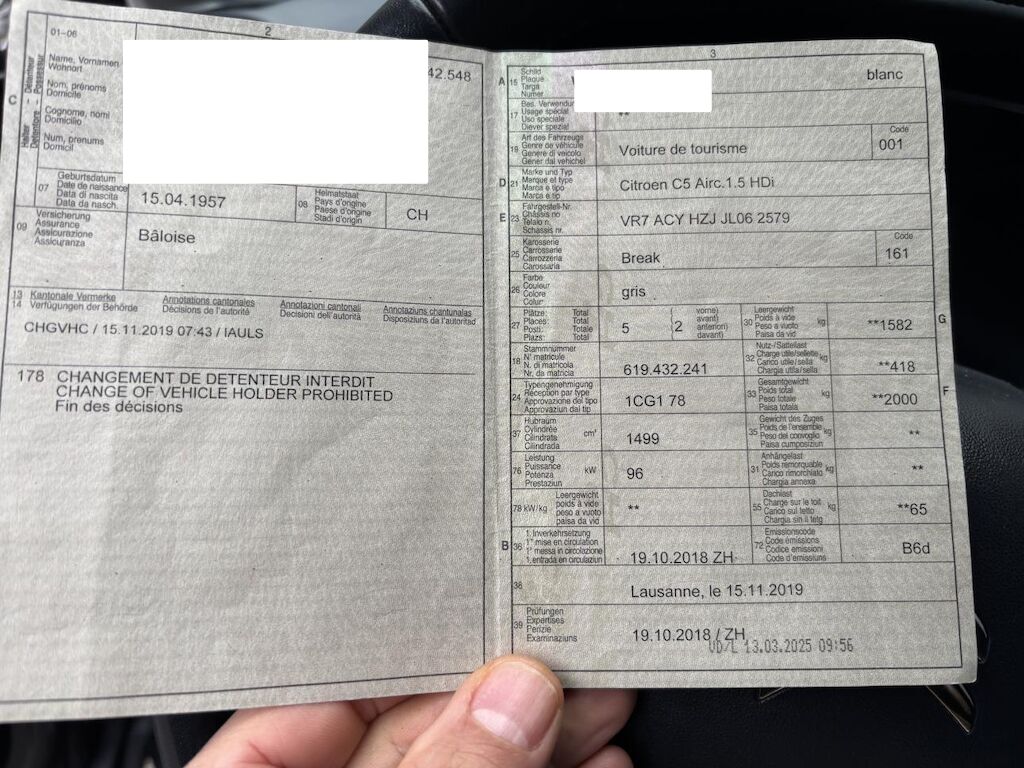 01-06
2
Halter - Détenteur
Detentore - Possessur
C
Name, Vornamen
Wohnort
Nom, prénoms
Domicile
Cognome, nomi
Domicilio
Num, prenums
Domicil
42.548
07
Geburtsdatum
Date de naissance
Data di nascita
Data da nasch.
15.04.1957
08
Heimatstaat
Pays d'origine
Paese d'origine
Stadi d'origin
CH
09
Versicherung
Assurance
Assicurazione
Assicuranza
Bâloise
13 Kantonale Vermerke Annotations cantonales Annotazioni cantonali Annotaziuns chantunalas
14 Verfügungen der Behörde Décisions de l'autorité Decisioni dell'autorità Disposiziuns da l'autoritad
CHGVHC / 15.11.2019 07:43 / IAULS
178 CHANGEMENT DE DETENTEUR INTERDIT
CHANGE OF VEHICLE HOLDER PROHIBITED
Fin des décisions
3
A
15
Schild
Plaque
Targa
Numer
blanc
17
Bes. Verwendung
Usage spécial
Uso speciale
Diever spezial
**
19
Art des Fahrzeugs
Genre de véhicule
Genere di veicolo
Gener dal vehichel
Voiture de tourisme
Code
001
D
21
Marke und Typ
Marque et type
Marca e tipo
Marca e tip
Citroen C5 Airc.1.5 HDi
E
23
Fahrgestell-Nr.
Châssis no
Telaio n.
Schassis nr.
VR7 ACY HZJ JL06 2579
25
Karosserie
Carrosserie
Carrozzeria
Carossaria
Break
Code
161
26
Farbe
Couleur
Colore
Colur
gris
27
Plätze: Total
Places: Total
Posti: Totale
Plazs: Total
5
(2
vorne)
avant)
anteriori)
davant)
30
Leergewicht
Poids à vide
Peso a vuoto
Paisa da vid
kg
**1582
G
18
Stammnummer
N° matricule
N. di matricola
Nr. da matricla
619.432.241
32
Nutz-/Sattellast
Charge utile/sellette
Carico utile/sella
Chargia utila/sella
kg
**418
24
Typengenehmigung
Réception par type
Approvazione del tipo
Approvaziun dal tip
1CG1 78
33
Gesamtgewicht
Poids total
Peso totale
Paisa totala
kg
**2000
F
37
Hubraum
Cylindrée
Cilindrata
Cilindrada
cm³
1499
35
Gewicht des Zuges
Poids de l'ensemble
Peso del convoglio
Paisa cumposiziun
kg
**
76
Leistung
Puissance
Potenza
Prestaziun
kW
96
31
Anhängelast
Poids remorquable
Carico rimorchiato
Chargia annexa
kg
**
78 kW/kg
Leergewicht
poids à vide
peso a vuoto
paisa da vid
**
55
Dachlast
Charge sur le toit
Carico sul tetto
Chargia sin il tetg
kg
**65
B
36
1. Inverkehrsetzung
1re mise en circulation
1a messa in circolazione
1. entrada en circulaziun
19.10.2018 ZH
72
Emissionscode
Code émissions
Codice emissioni
Code d'emissiuns
B6d
38
Lausanne, le 15.11.2019
39
Prüfungen
Expertises
Perizie
Examinaziuns
19.10.2018 / ZH
VD/L 13.03.2025 09:56